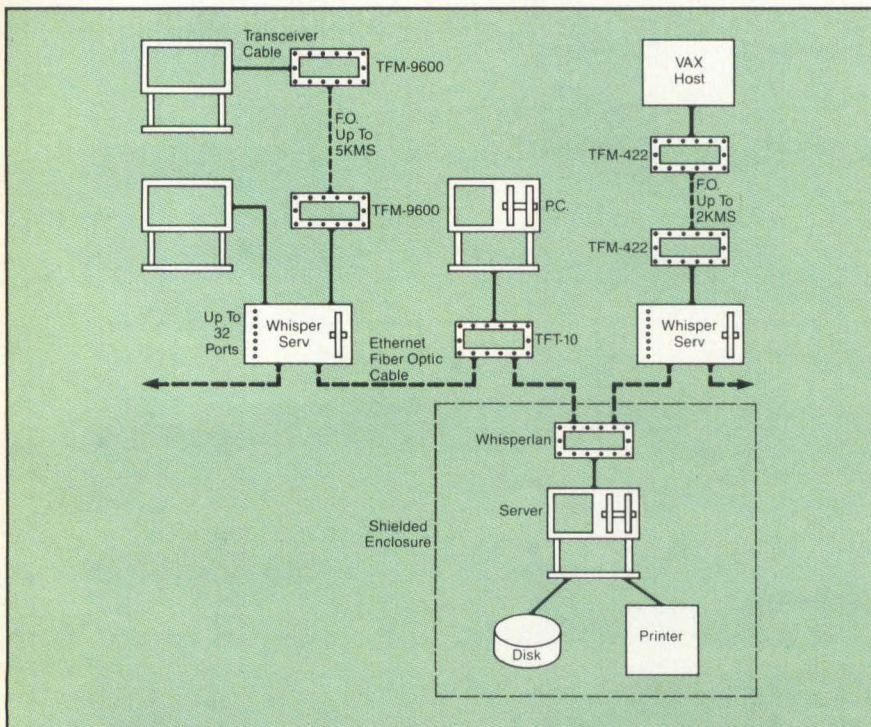 Transceiver
Cable
TFM-9600
F.O.
Up To
5KMS
TFM-9600
Up To
32
Ports
Whisper
Serv
Ethernet
Fiber Optic
Cable
P.C.
TFT-10
VAX
Host
TFM-422
F.O.
Up To
2KMS
TFM-422
Whisper
Serv
Whisperlan
Server
Shielded
Enclosure
Disk
Printer